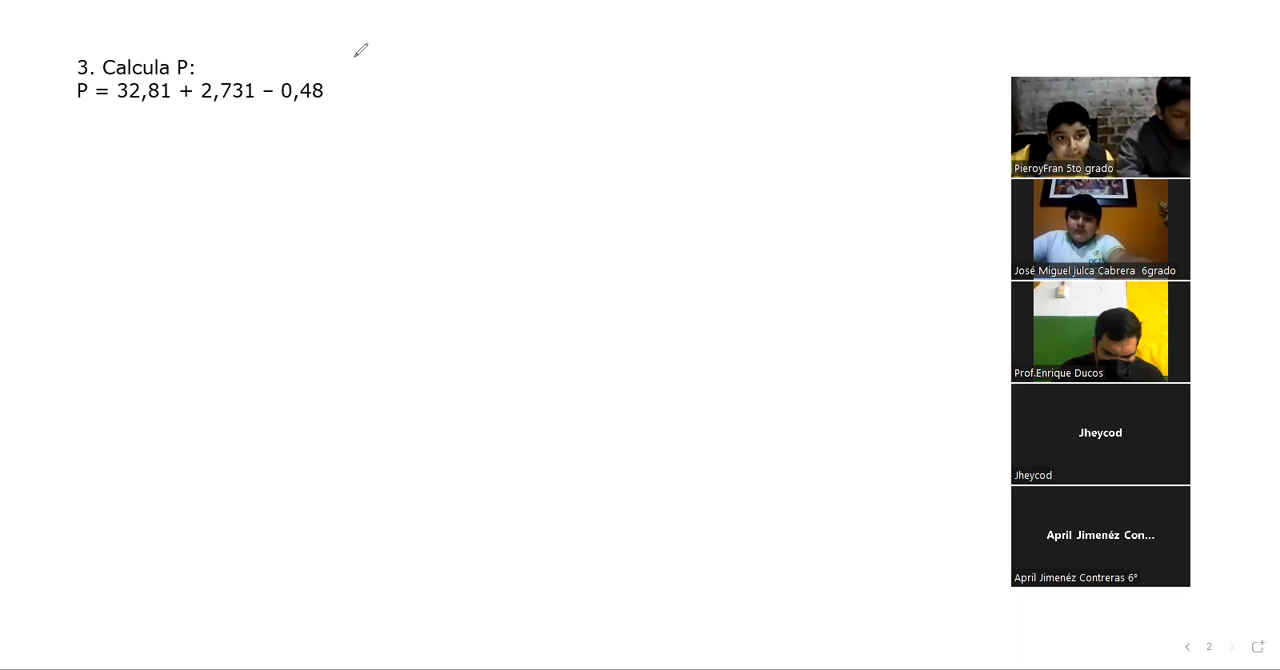 3. Calcula P:
P = 32,81 + 2,731 – 0,48
PieroyFran 5to grado
José Miguel julca Cabrera 6grado
Prof.Enrique Ducos
Jheycod
Jheycod
April Jimenéz Con...
April Jimenéz Contreras 6°
2